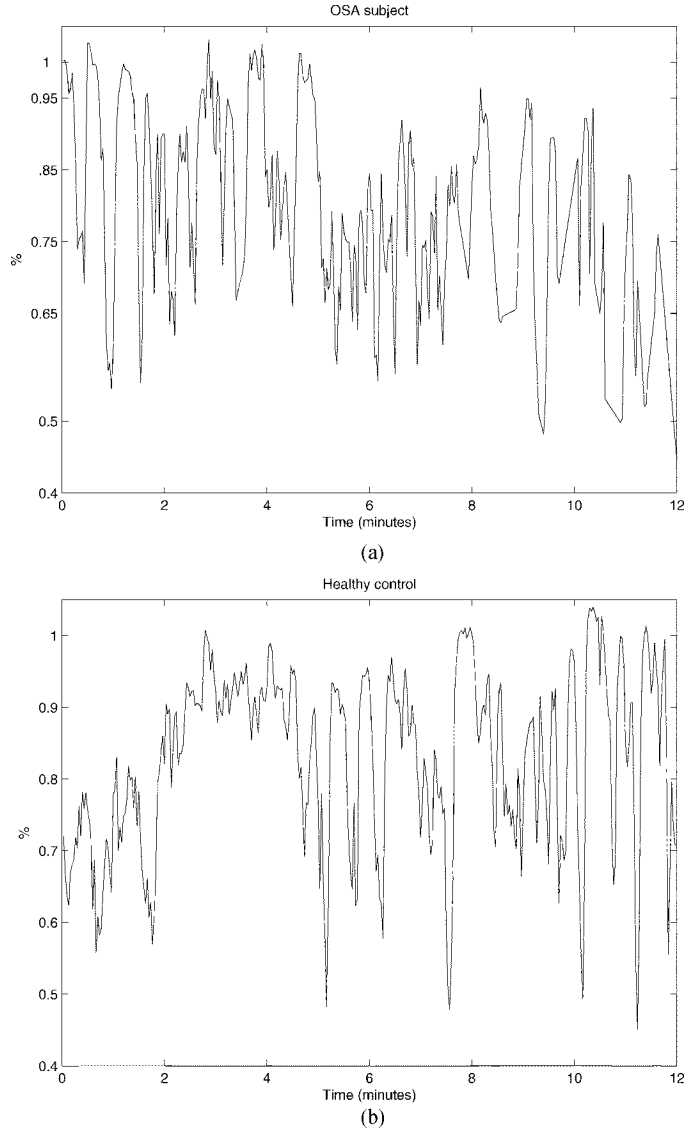 OSA subject
1
0.95
.85
%
0.75
0.65
0.5
0.4
0 2 4 6 8 10 12
Time (minutes)
(a)
Healthy control
1
0.9
0.8
%
0.7
0.6
0.5
0.4
0 2 4 6 8 10 12
Time (minutes)
(b)